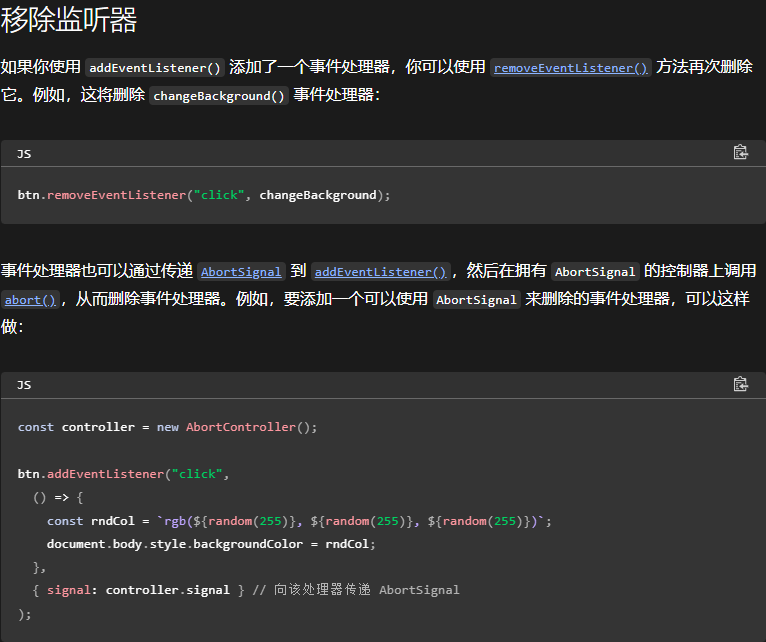 移除监听器
如果你使用 addEventListener() 添加了一个事件处理器，你可以使用 removeEventListener() 方法再次删除
它。例如，这将删除 changeBackground() 事件处理器：
JS
btn.removeEventListener("click", changeBackground);
事件处理器也可以通过传递 AbortSignal 到 addEventListener()，然后在拥有 AbortSignal 的控制器上调用
abort()，从而删除事件处理器。例如，要添加一个可以使用 AbortSignal 来删除的事件处理器，可以这样
做：
JS
const controller = new AbortController();
btn.addEventListener("click",
  () => {
    const rndCol = `rgb(${random(255)}, ${random(255)}, ${random(255)})`;
    document.body.style.backgroundColor = rndCol;
  },
  { signal: controller.signal } // 向该处理器传递 AbortSignal
);